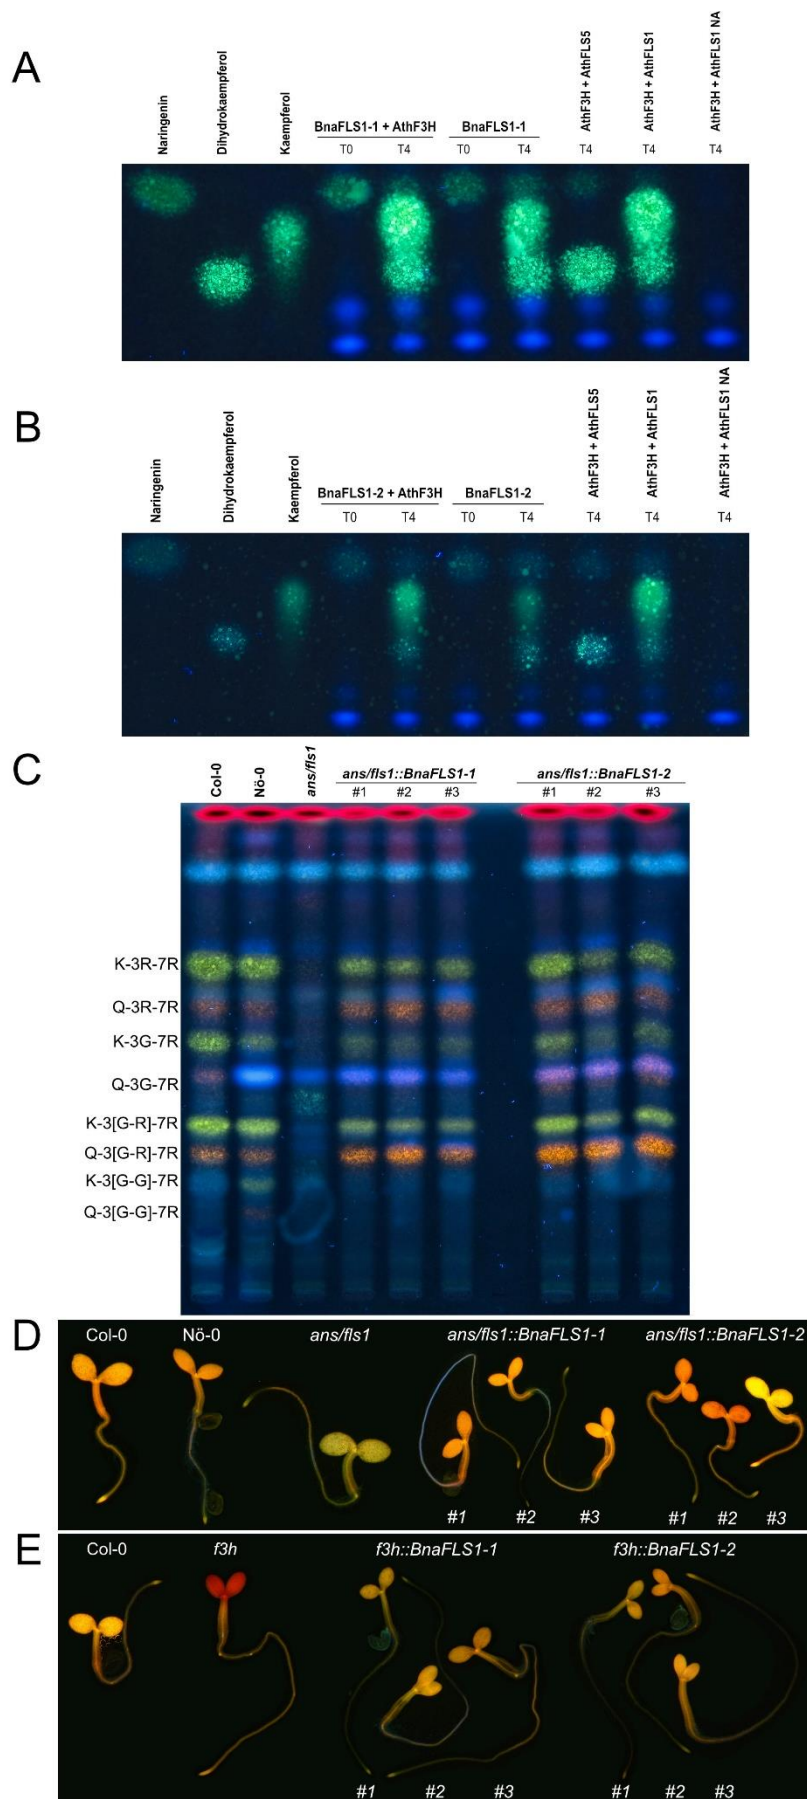 A
Naringenin
Dihydrokaempferol
Kaempferol
BnaFLS1-1 + AthF3H
BnaFLS1-1
AthF3H + AthFLS5
AthF3H + AthFLS1
AthF3H + AthFLS1 NA
T0 T4 T0 T4 T4 T4 T4
B
Naringenin
Dihydrokaempferol
Kaempferol
BnaFLS1-2 + AthF3H
BnaFLS1-2
AthF3H + AthFLS5
AthF3H + AthFLS1
AthF3H + AthFLS1 NA
T0 T4 T0 T4 T4 T4 T4
C
Col-0
Nö-0
ans/fls1
ans/fls1::BnaFLS1-1
ans/fls1::BnaFLS1-2
#1 #2 #3 #1 #2 #3
K-3R-7R
Q-3R-7R
K-3G-7R
Q-3G-7R
K-3[G-R]-7R
Q-3[G-R]-7R
K-3[G-G]-7R
Q-3[G-G]-7R
D
Col-0 Nö-0 ans/fls1 ans/fls1::BnaFLS1-1 ans/fls1::BnaFLS1-2
#1 #2 #3 #1 #2 #3
E
Col-0 f3h f3h::BnaFLS1-1 f3h::BnaFLS1-2
#1 #2 #3 #1 #2 #3